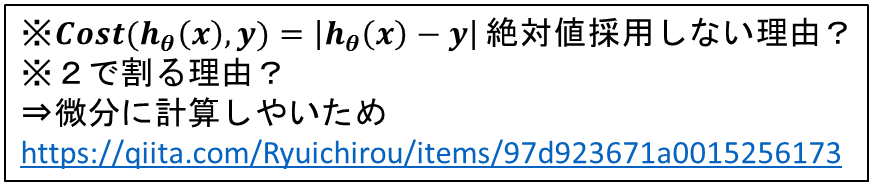 ※Cost(hθ(x), y) = |hθ(x) − y| 絶対値採用しない理由？
※２で割る理由？
⇒微分に計算しやいため
https://qiita.com/Ryuichirou/items/97d923671a0015256173